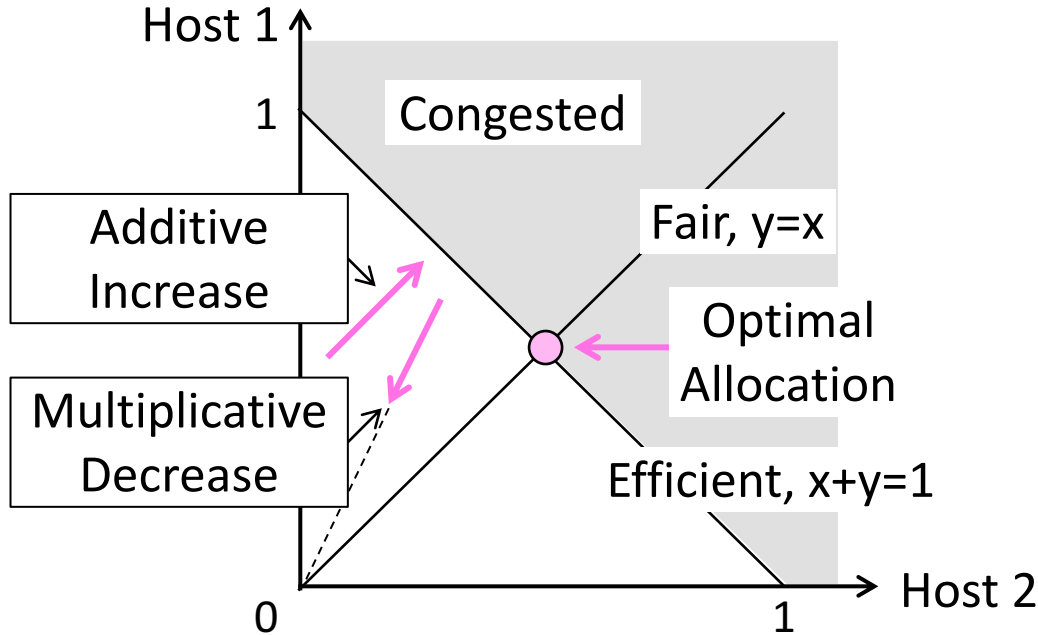 Host 1
1
Congested
Additive
Increase
Fair, y=x
Optimal
Allocation
Multiplicative
Decrease
Efficient, x+y=1
0
1
Host 2